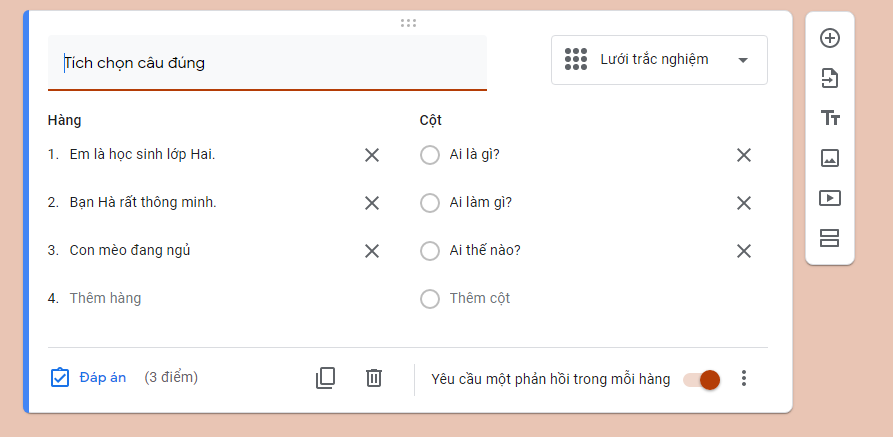 Tích chọn câu đúng
Lưới trắc nghiệm
Hàng
Cột
1. Em là học sinh lớp Hai.
Ai là gì?
2. Bạn Hà rất thông minh.
Ai làm gì?
3. Con mèo đang ngủ
Ai thế nào?
4. Thêm hàng
Thêm cột
Đáp án (3 điểm)
Yêu cầu một phản hồi trong mỗi hàng